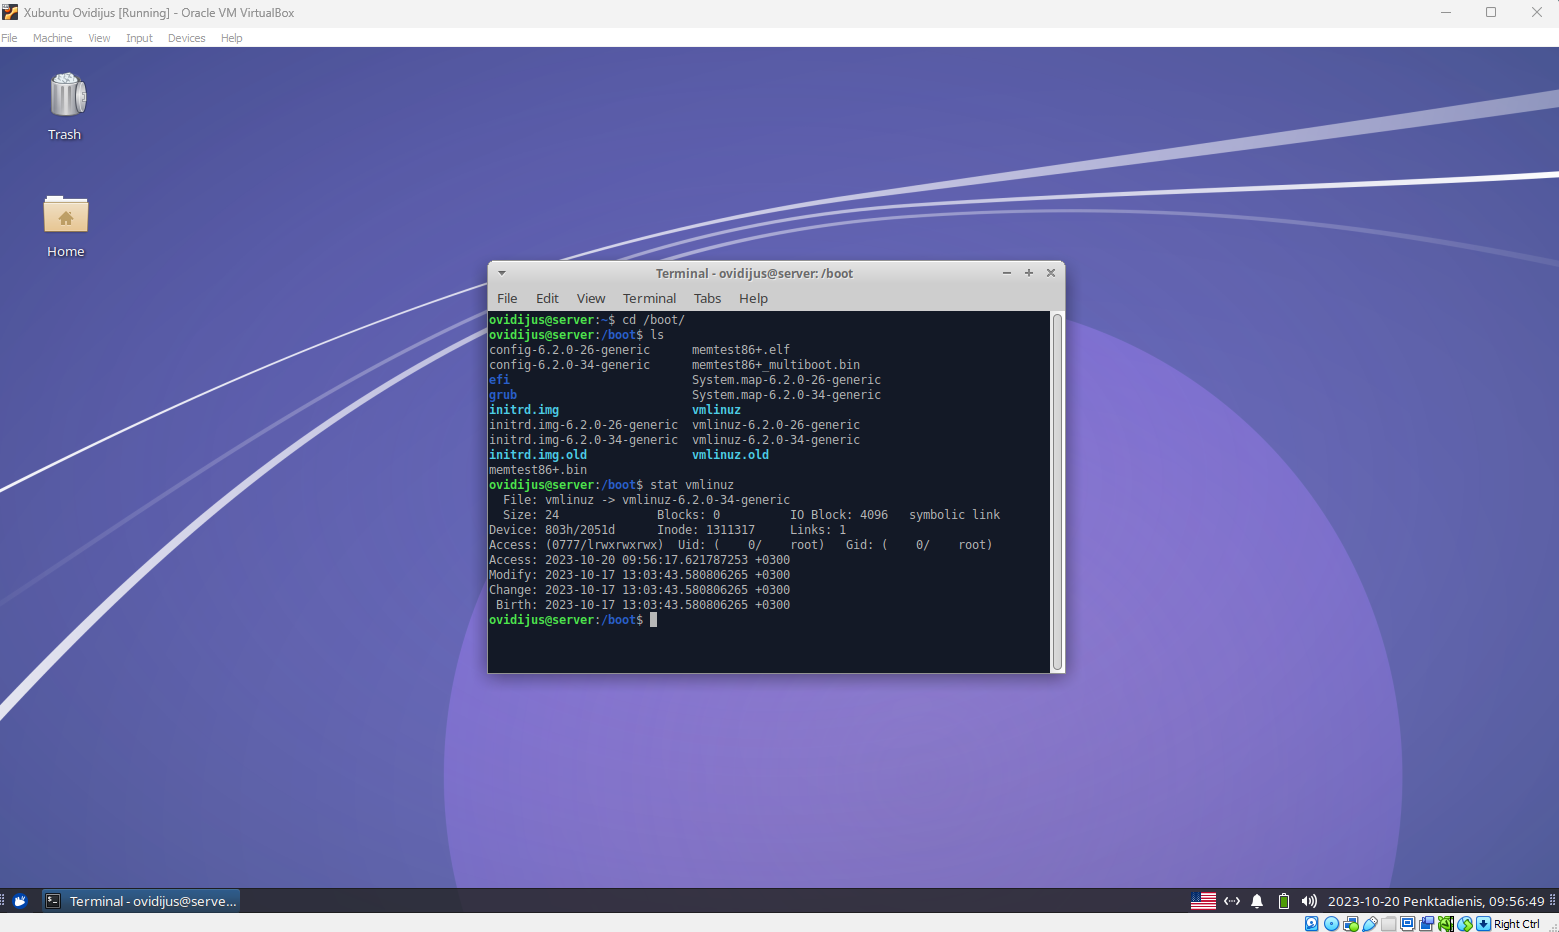 Xubuntu Ovidijus [Running] - Oracle VM VirtualBox
File Machine View Input Devices Help
Trash
Home
Terminal - ovidijus@server: /boot
File Edit View Terminal Tabs Help
ovidijus@server:~$ cd /boot/
ovidijus@server:/boot$ ls
config-6.2.0-26-generic      memtest86+.elf
config-6.2.0-34-generic      memtest86+_multiboot.bin
efi                          System.map-6.2.0-26-generic
grub                         System.map-6.2.0-34-generic
initrd.img                   vmlinuz
initrd.img-6.2.0-26-generic  vmlinuz-6.2.0-26-generic
initrd.img-6.2.0-34-generic  vmlinuz-6.2.0-34-generic
initrd.img.old               vmlinuz.old
memtest86+.bin
ovidijus@server:/boot$ stat vmlinuz
  File: vmlinuz -> vmlinuz-6.2.0-34-generic
  Size: 24              Blocks: 0          IO Block: 4096   symbolic link
Device: 803h/2051d      Inode: 1311317     Links: 1
Access: (0777/lrwxrwxrwx)  Uid: (    0/    root)   Gid: (    0/    root)
Access: 2023-10-20 09:56:17.621787253 +0300
Modify: 2023-10-17 13:03:43.580806265 +0300
Change: 2023-10-17 13:03:43.580806265 +0300
 Birth: 2023-10-17 13:03:43.580806265 +0300
ovidijus@server:/boot$
Terminal - ovidijus@serve...
2023-10-20 Penktadienis, 09:56:49
Right Ctrl